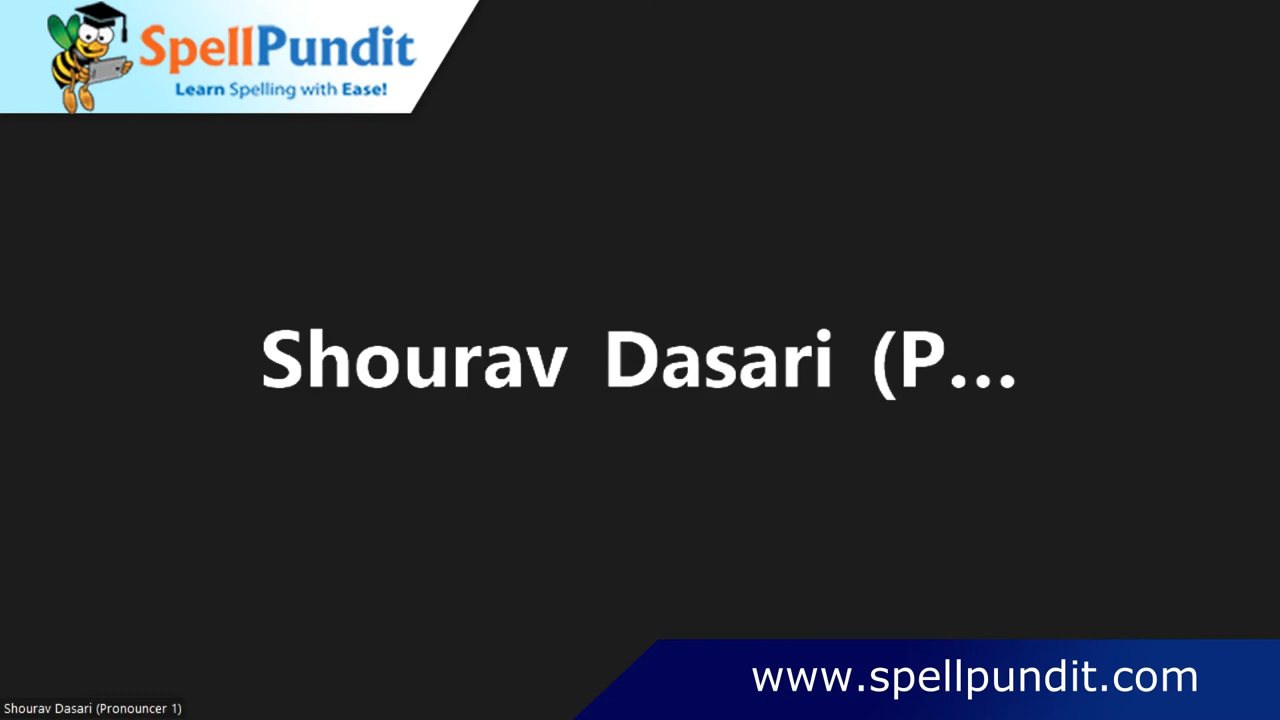 SpellPundit
Learn Spelling with Ease!
Shourav Dasari (P...
www.spellpundit.com
Shourav Dasari (Pronouncer 1)